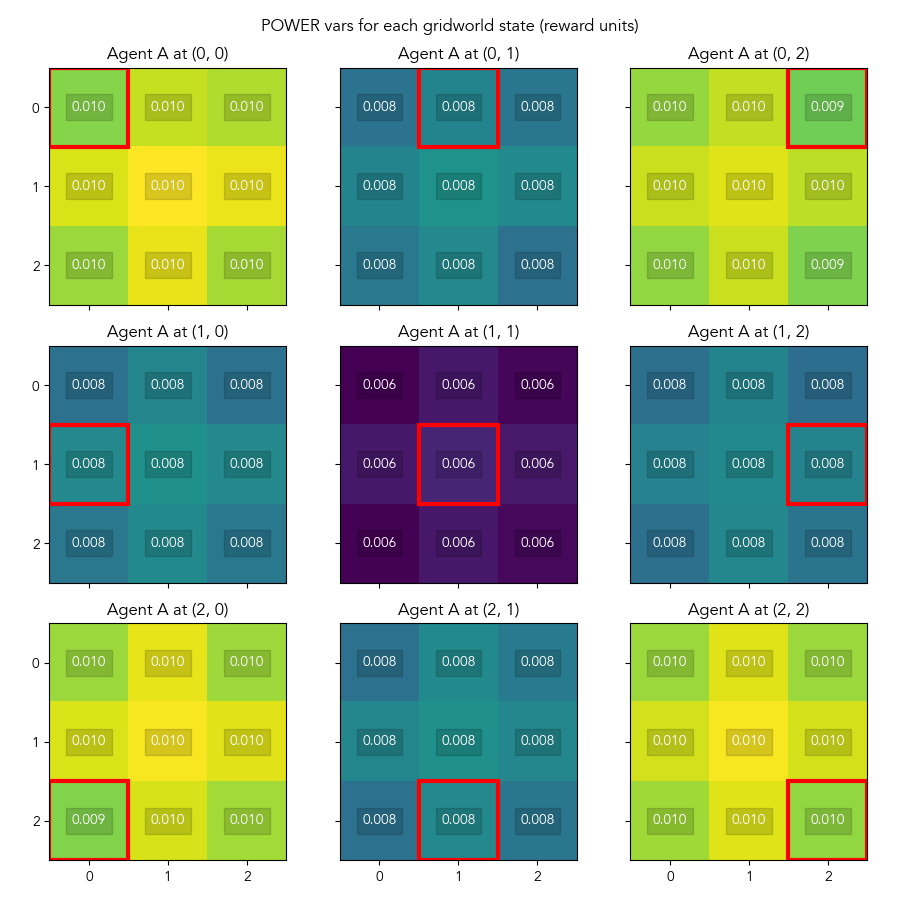 POWER vars for each gridworld state (reward units)
Agent A at (0, 0) Agent A at (0, 1) Agent A at (0, 2)
0 0.010 0.010 0.010 0.008 0.008 0.008 0.010 0.010 0.009
1 0.010 0.010 0.010 0.008 0.008 0.008 0.010 0.010 0.010
2 0.010 0.010 0.010 0.008 0.008 0.008 0.010 0.010 0.009
Agent A at (1, 0) Agent A at (1, 1) Agent A at (1, 2)
0 0.008 0.008 0.008 0.006 0.006 0.006 0.008 0.008 0.008
1 0.008 0.008 0.008 0.006 0.006 0.006 0.008 0.008 0.008
2 0.008 0.008 0.008 0.006 0.006 0.006 0.008 0.008 0.008
Agent A at (2, 0) Agent A at (2, 1) Agent A at (2, 2)
0 0.010 0.010 0.010 0.008 0.008 0.008 0.010 0.010 0.010
1 0.010 0.010 0.010 0.008 0.008 0.008 0.010 0.010 0.010
2 0.009 0.010 0.010 0.008 0.008 0.008 0.010 0.010 0.010
0 1 2 0 1 2 0 1 2